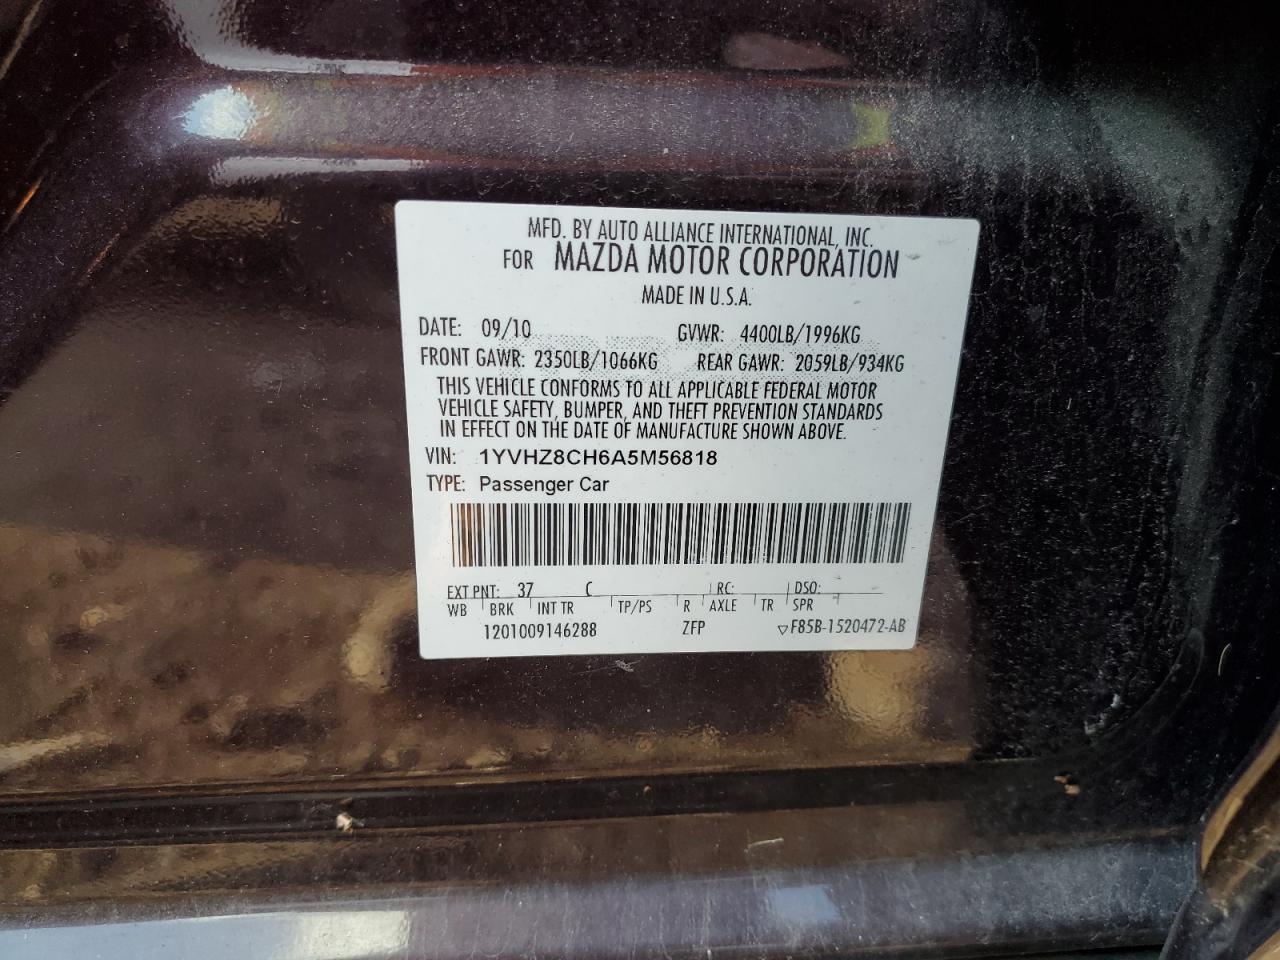 MFD. BY AUTO ALLIANCE INTERNATIONAL, INC.
FOR MAZDA MOTOR CORPORATION
MADE IN U.S.A.
DATE: 09/10 GVWR: 4400LB/1996KG
FRONT GAWR: 2350LB/1066KG REAR GAWR: 2059LB/934KG
THIS VEHICLE CONFORMS TO ALL APPLICABLE FEDERAL MOTOR
VEHICLE SAFETY, BUMPER, AND THEFT PREVENTION STANDARDS
IN EFFECT ON THE DATE OF MANUFACTURE SHOWN ABOVE.
VIN: 1YVHZ8CH6A5M56818
TYPE: Passenger Car
EXT PNT: 37 C RC: DSO:
WB BRK INT TR TP/PS R AXLE TR SPR
1201009146288 ZFP ▽F85B-1520472-AB